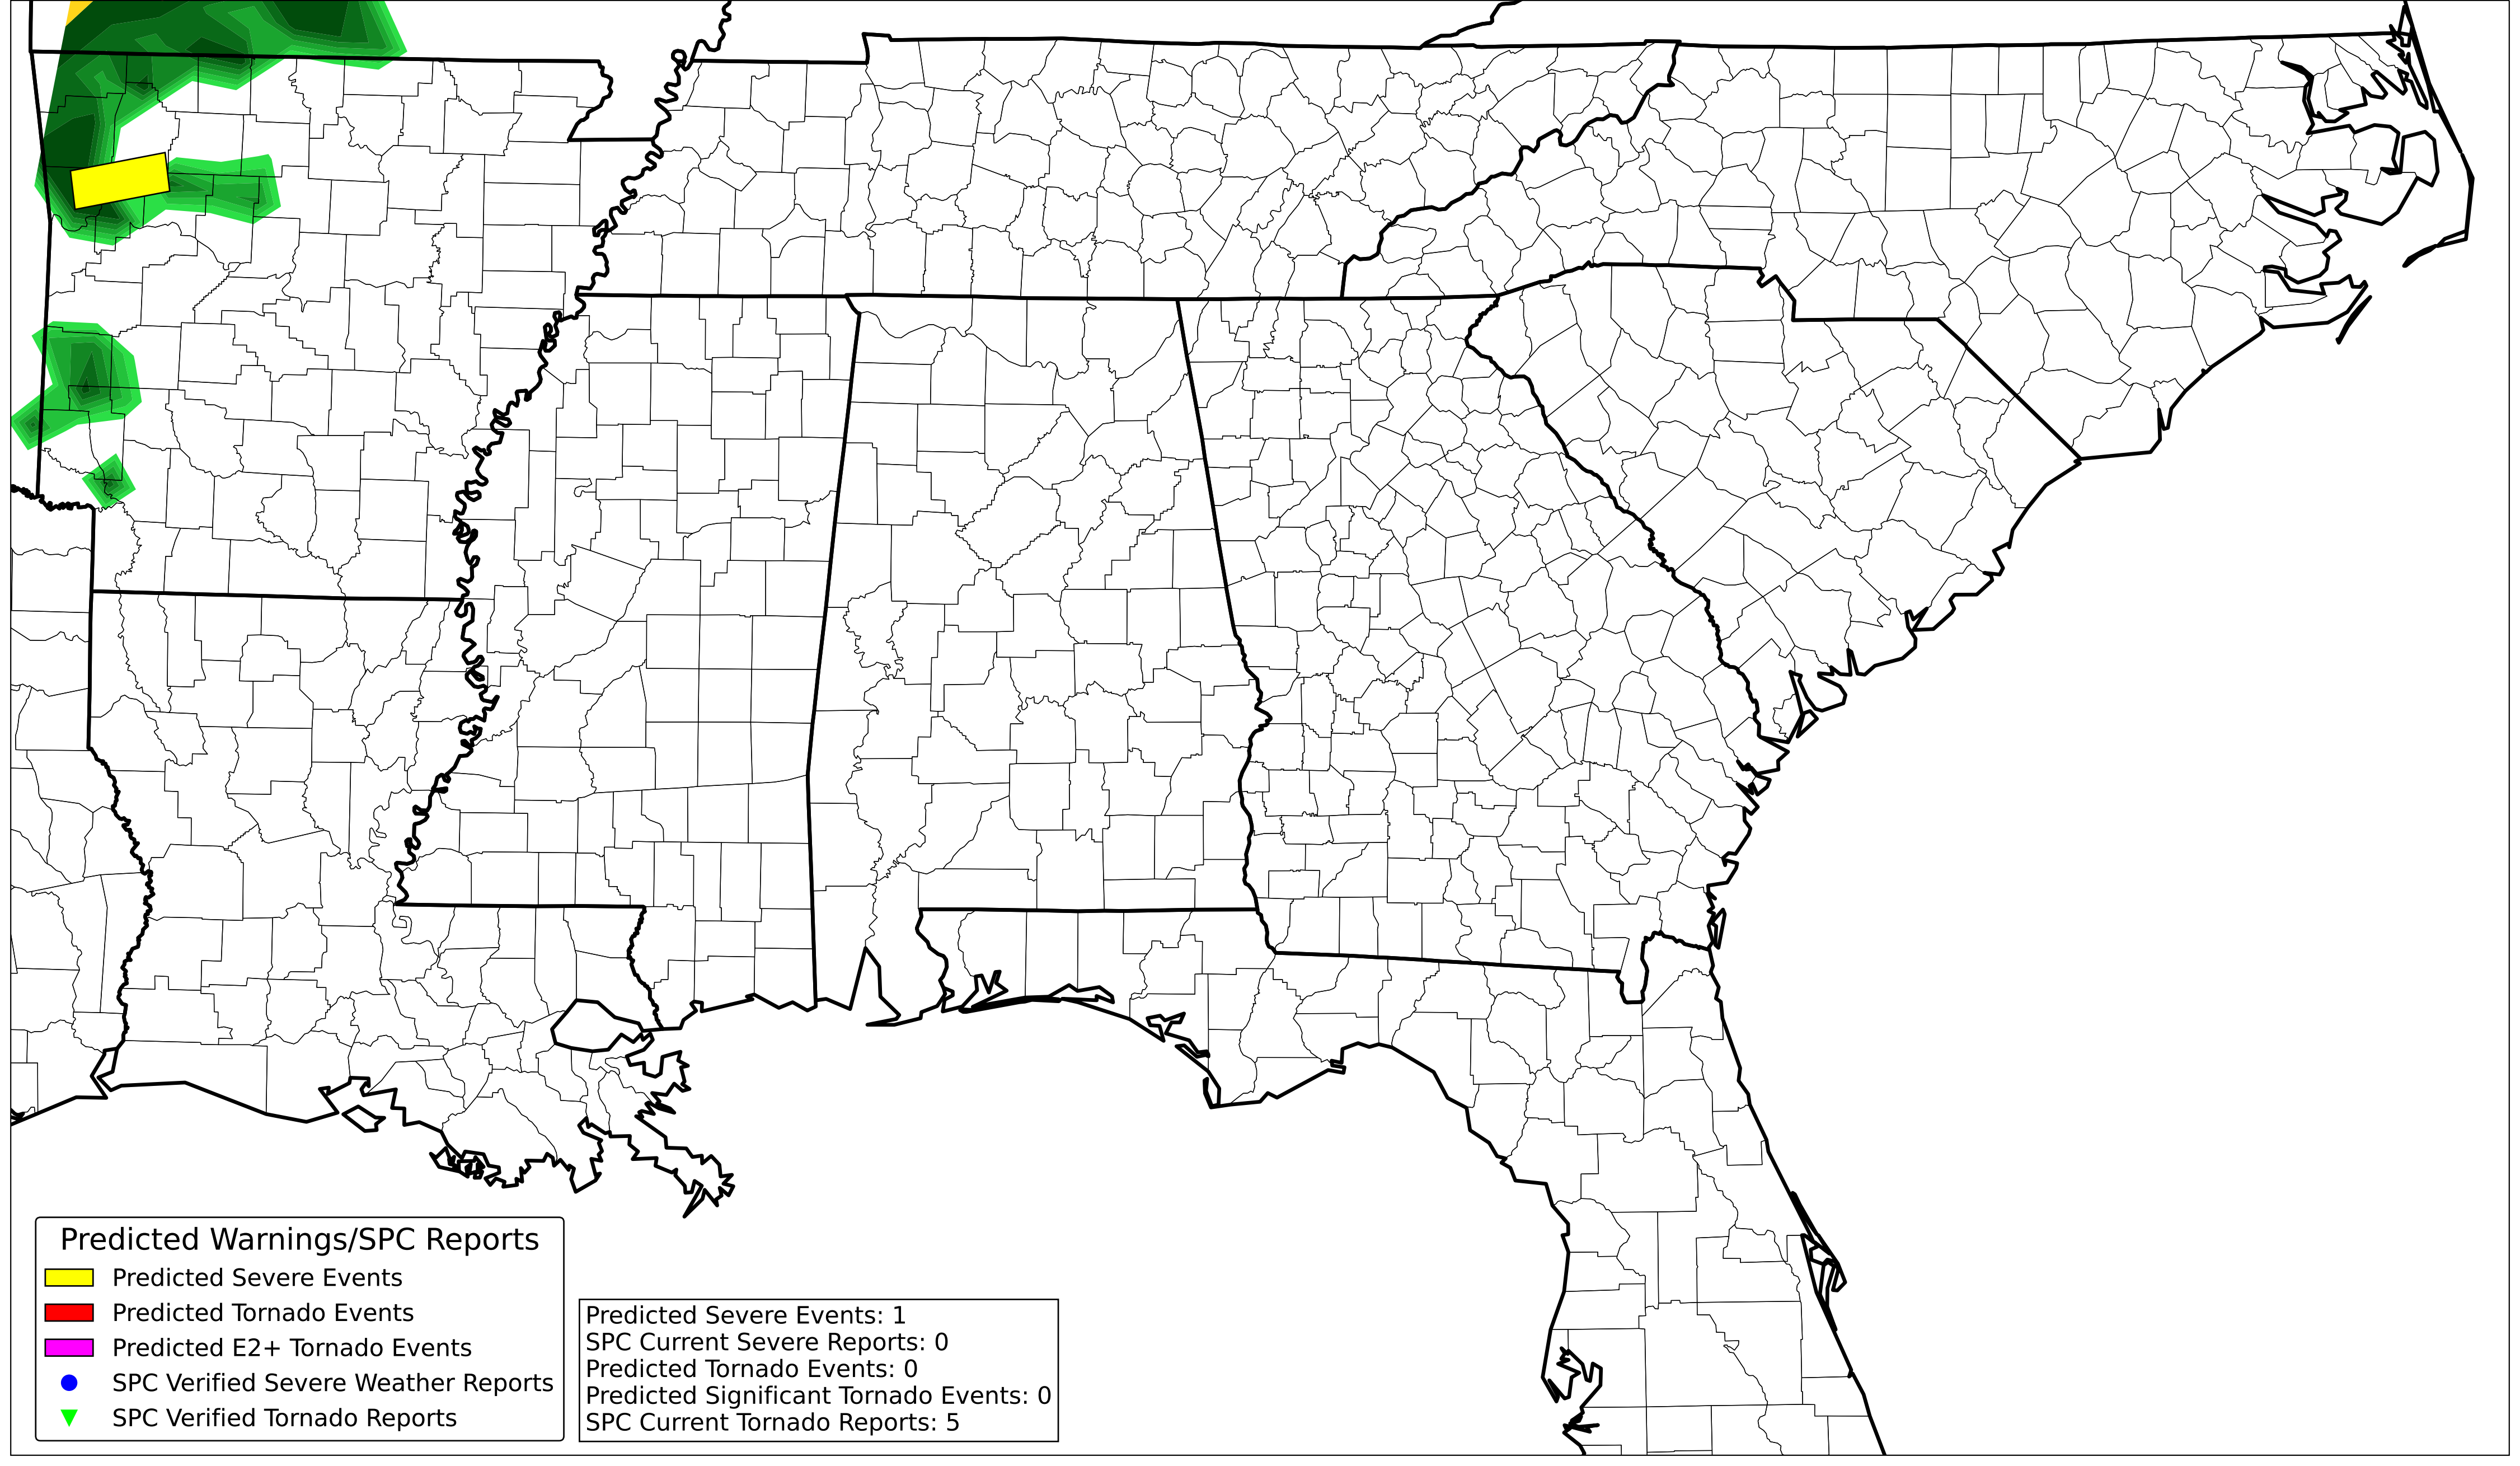 Predicted Warnings/SPC Reports
Predicted Severe Events
Predicted Tornado Events
Predicted E2+ Tornado Events
SPC Verified Severe Weather Reports
SPC Verified Tornado Reports
Predicted Severe Events: 1
SPC Current Severe Reports: 0
Predicted Tornado Events: 0
Predicted Significant Tornado Events: 0
SPC Current Tornado Reports: 5